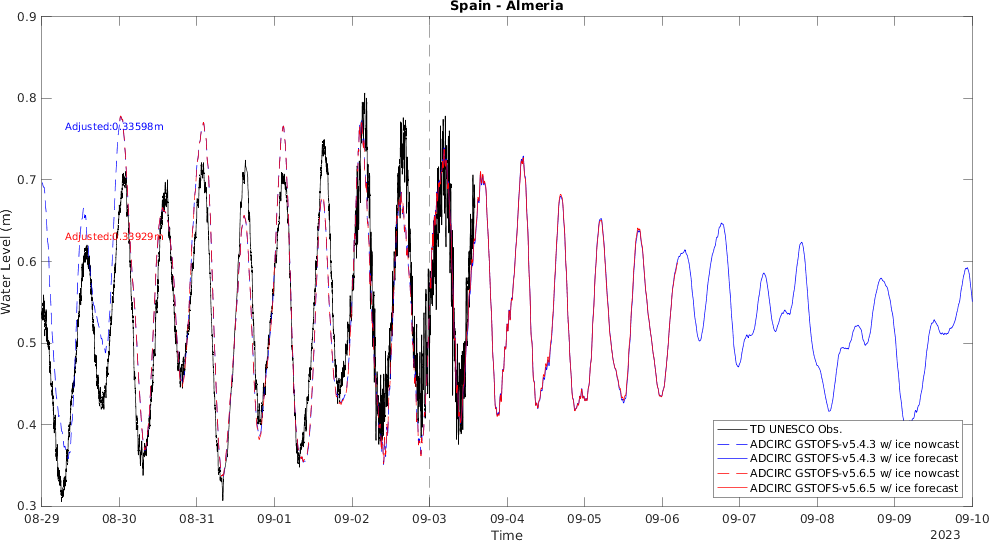 Spain - Almeria
0.9
0.8
0.7
0.6
0.5
0.4
0.3
Water Level (m)
Adjusted:0.33598m
Adjusted:0.33929m
TD UNESCO Obs.
ADCIRC GSTOFS-v5.4.3 w/ ice nowcast
ADCIRC GSTOFS-v5.4.3 w/ ice forecast
ADCIRC GSTOFS-v5.6.5 w/ ice nowcast
ADCIRC GSTOFS-v5.6.5 w/ ice forecast
08-29 08-30 08-31 09-01 09-02 09-03 09-04 09-05 09-06 09-07 09-08 09-09 09-10
Time
2023